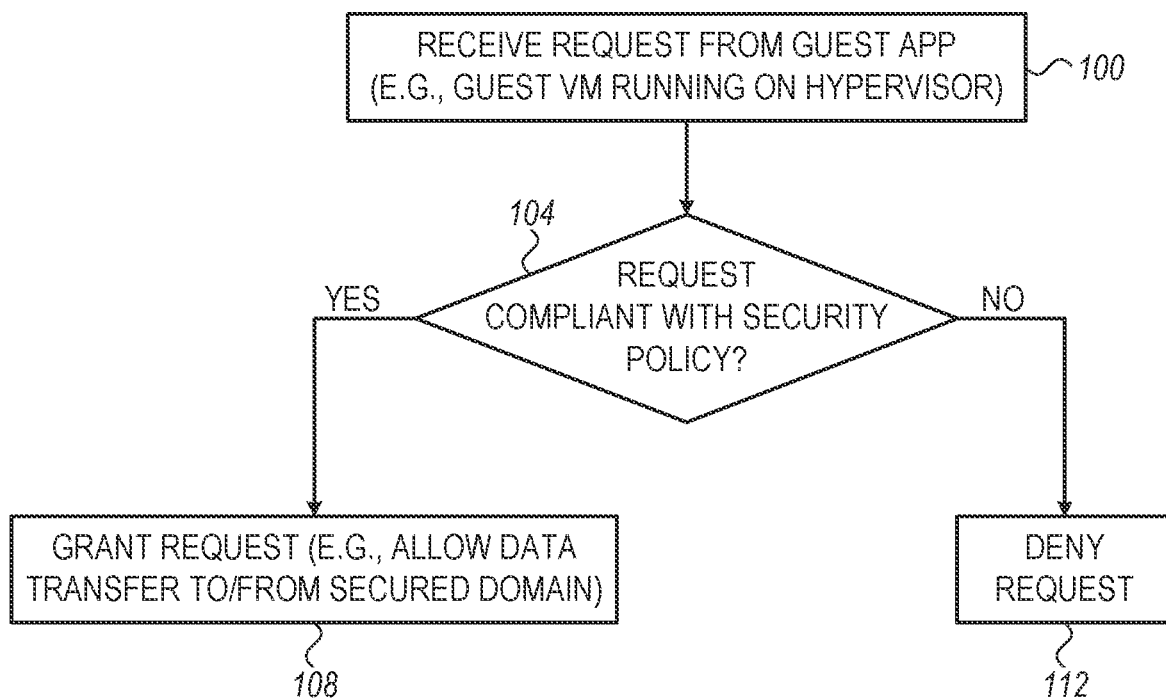 RECEIVE REQUEST FROM GUEST APP
(E.G., GUEST VM RUNNING ON HYPERVISOR)
100
104
REQUEST
COMPLIANT WITH SECURITY
POLICY?
YES
NO
GRANT REQUEST (E.G., ALLOW DATA
TRANSFER TO/FROM SECURED DOMAIN)
108
DENY
REQUEST
112